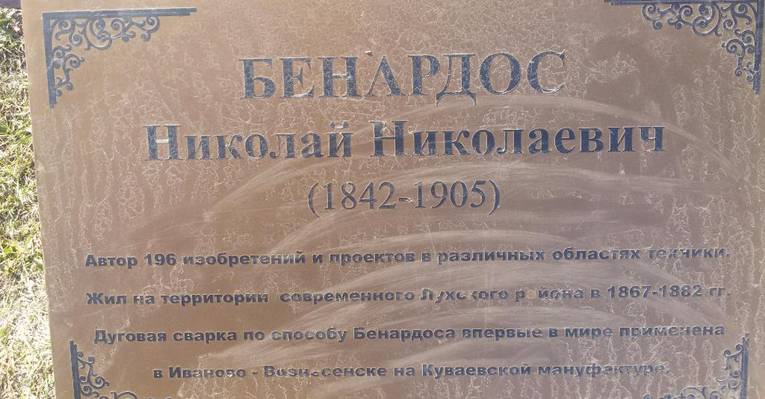 БЕНАРДОС
Николай Николаевич
(1842-1905)
Автор 196 изобретений и проектов в различных областях техники.
Жил на территории современного Лухского района в 1867-1882 гг.
Дуговая сварка по способу Бенардоса впервые в мире применена
в Иваново - Вознесенске на Куваевской мануфактуре.